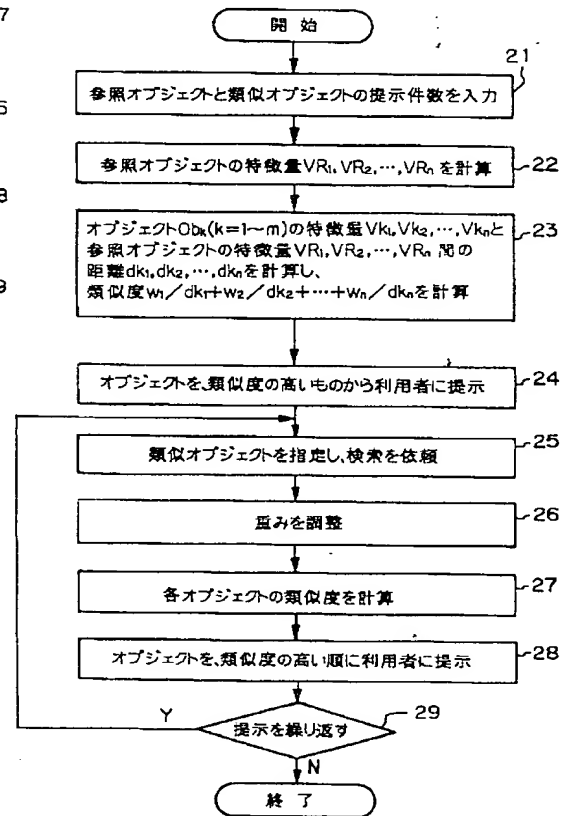 7
5
8
9
開始
参照オブジェクトと類似オブジェクトの提示件数を入力
21
参照オブジェクトの特徴量VR₁,VR₂,…,VRₙを計算
22
オブジェクトObₖ(k=1~m)の特徴量Vk₁,Vk₂,…,Vkₙと
参照オブジェクトの特徴量VR₁,VR₂,…,VRₙ間の
距離dk₁,dk₂,…,dkₙを計算し、
類似度w₁/dk₁+w₂/dk₂+…+wₙ/dkₙを計算
23
オブジェクトを、類似度の高いものから利用者に提示
24
類似オブジェクトを指定し、検索を依頼
25
重みを調整
26
各オブジェクトの類似度を計算
27
オブジェクトを、類似度の高い順に利用者に提示
28
提示を繰り返す
29
Y
N
終了